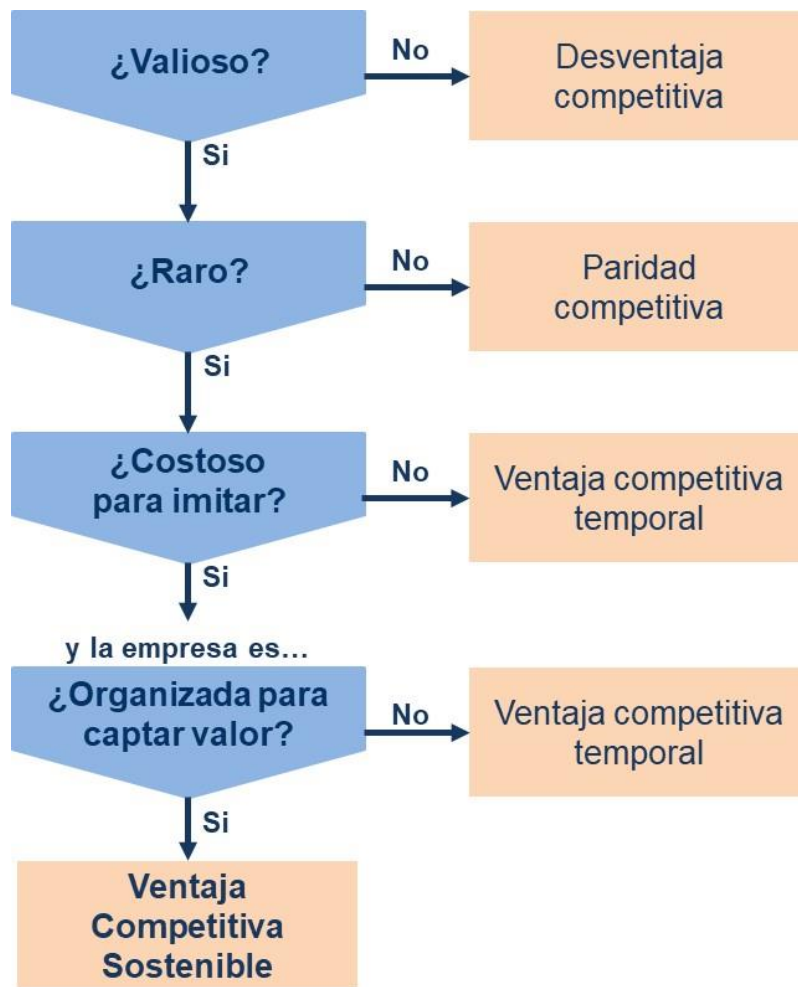 ¿Valioso?
No
Desventaja
competitiva
Si
¿Raro?
No
Paridad
competitiva
Si
¿Costoso
para imitar?
No
Ventaja competitiva
temporal
Si
y la empresa es...
¿Organizada para
captar valor?
No
Ventaja competitiva
temporal
Si
Ventaja
Competitiva
Sostenible